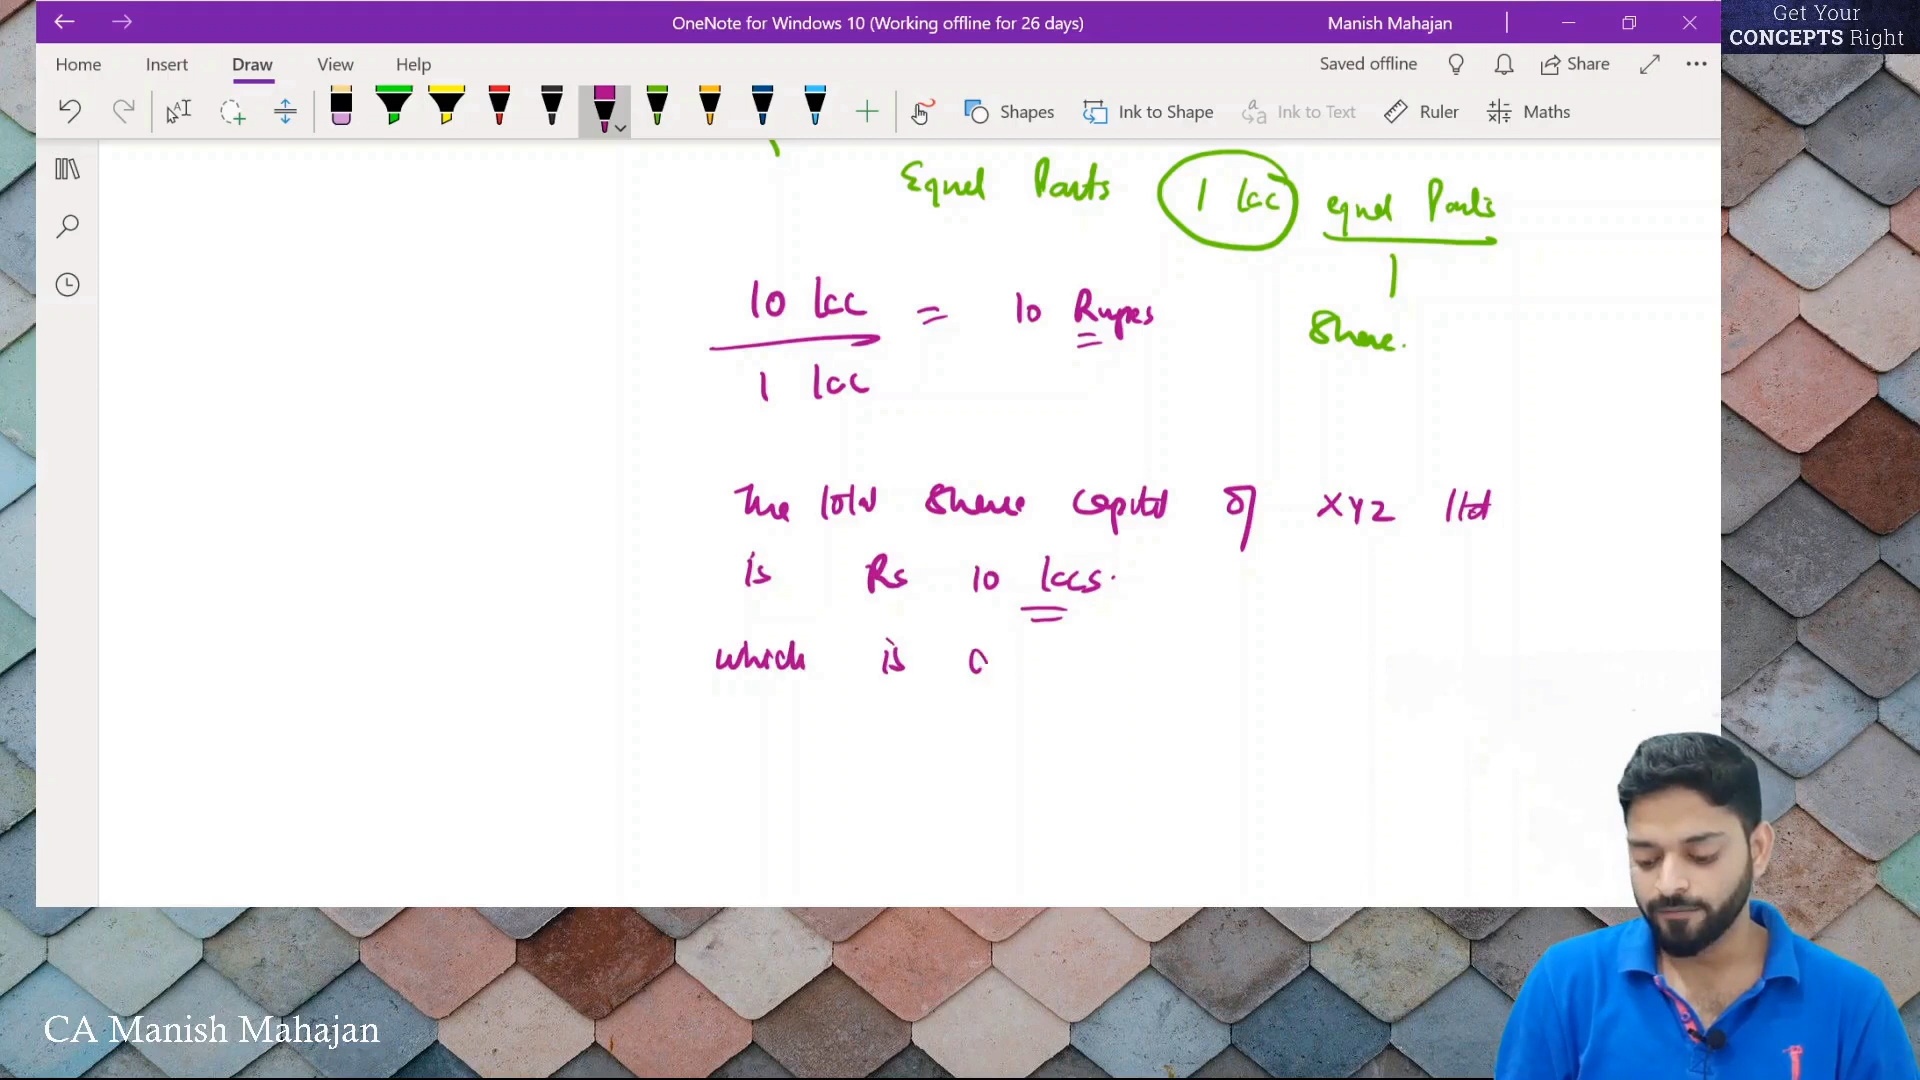 OneNote for Windows 10 (Working offline for 26 days)
Manish Mahajan
Get Your
CONCEPTS Right
Home Insert Draw View Help
Saved offline
Share
Shapes
Ink to Shape
Ink to Text
Ruler
Maths
Equal Parts 1 lac equal Parts
Share.
10 lac = 10 Rupees
1 lac
The total Share capital of XYZ ltd
is Rs 10 lacs.
which is
CA Manish Mahajan